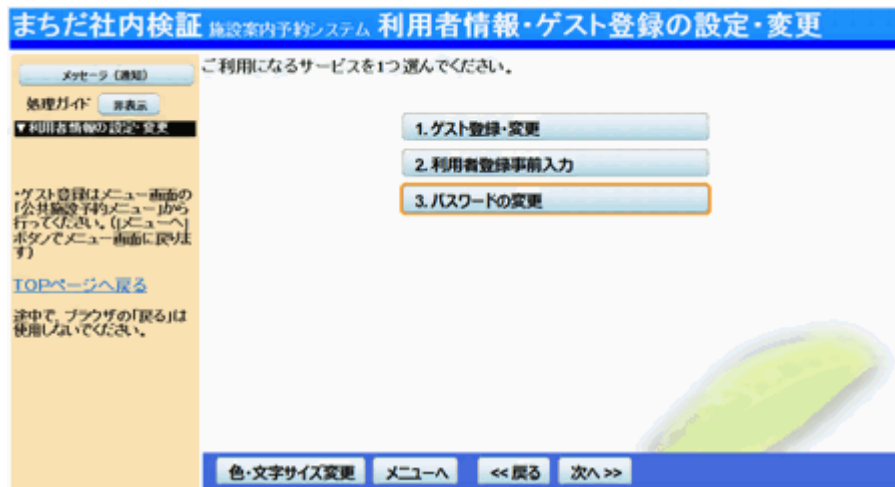 まちだ社内検証 施設案内予約システム 利用者情報・ゲスト登録の設定・変更
メッセージ(通知)
処理ガイド 非表示
▼利用者情報の設定・変更
・ゲスト登録はメニュー画面の
「公共施設予約メニュー」から
行ってください。(「メニューへ」
ボタンでメニュー画面に戻りま
す)
TOPページへ戻る
途中で、ブラウザの「戻る」は
使用しないでください。
ご利用になるサービスを1つ選んでください。
1. ゲスト登録・変更
2. 利用者登録事前入力
3. パスワードの変更
色・文字サイズ変更 メニューへ << 戻る 次へ >>